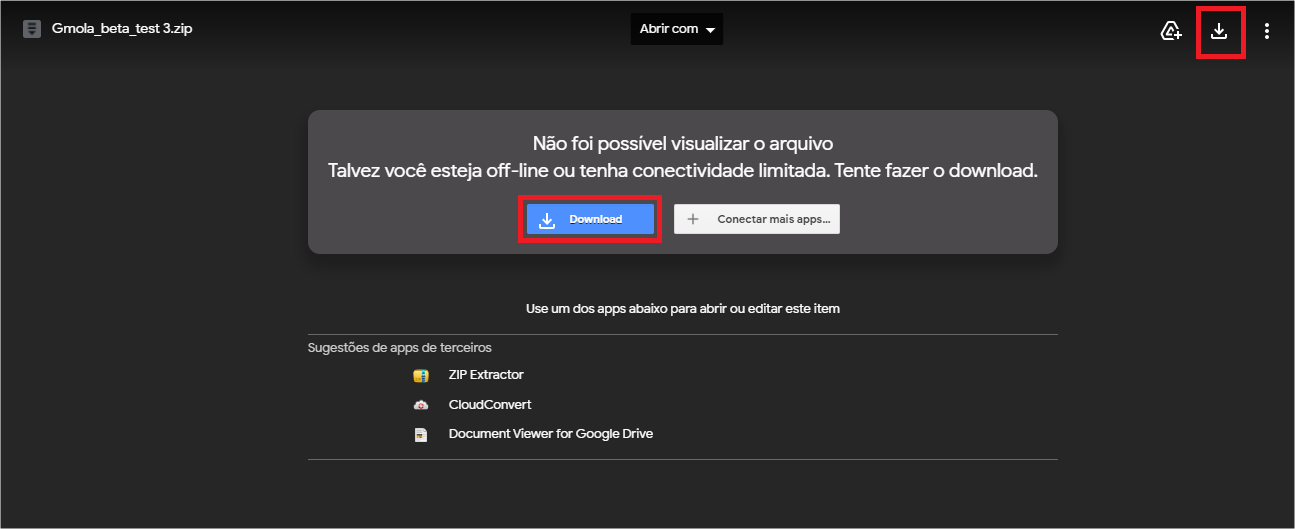 Gmola_beta_test 3.zip
Abrir com
Não foi possível visualizar o arquivo
Talvez você esteja off-line ou tenha conectividade limitada. Tente fazer o download.
Download
Conectar mais apps...
Use um dos apps abaixo para abrir ou editar este item
Sugestões de apps de terceiros
ZIP Extractor
CloudConvert
Document Viewer for Google Drive